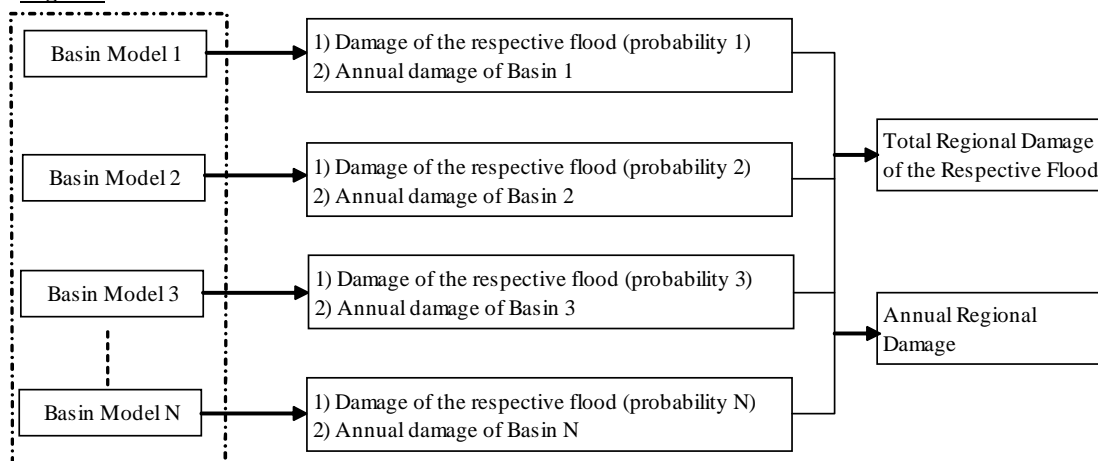 Basin Model 1
1) Damage of the respective flood (probability 1)
2) Annual damage of Basin 1
Basin Model 2
1) Damage of the respective flood (probability 2)
2) Annual damage of Basin 2
Total Regional Damage
of the Respective Flood
Basin Model 3
1) Damage of the respective flood (probability 3)
2) Annual damage of Basin 3
Annual Regional
Damage
Basin Model N
1) Damage of the respective flood (probability N)
2) Annual damage of Basin N